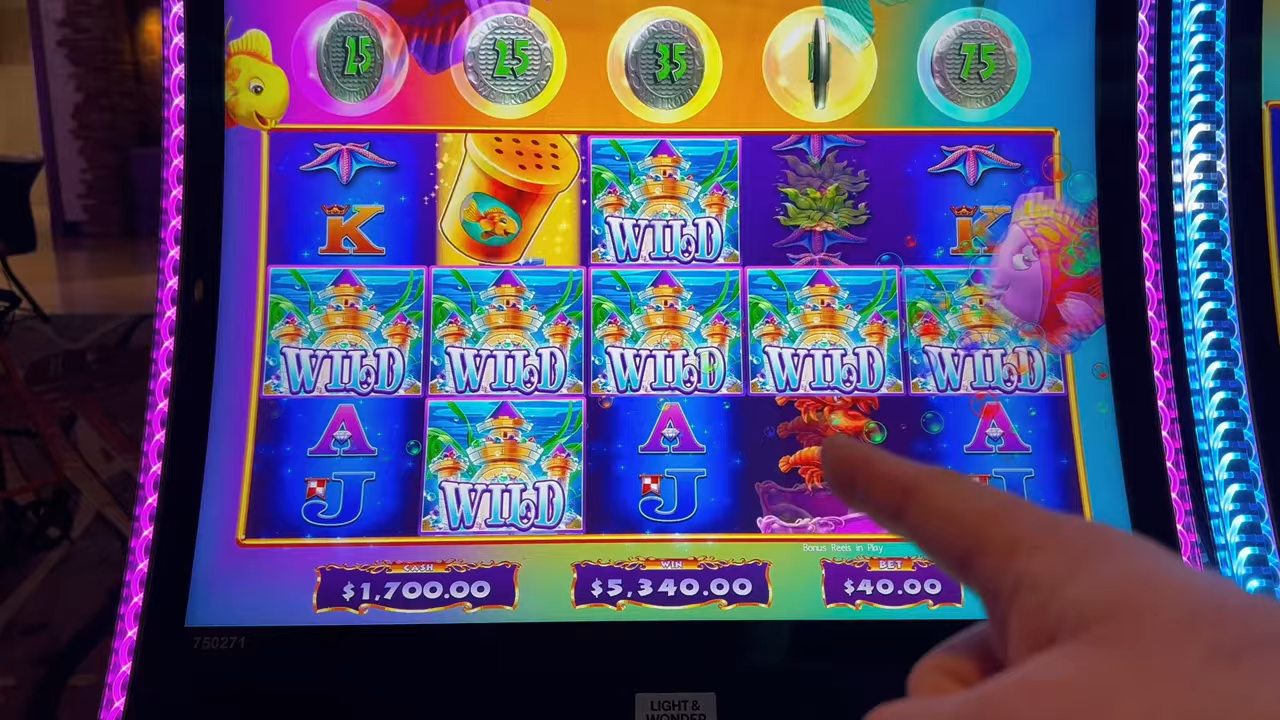 15 25 35 75
WILD
K K
WILD WILD WILD WILD WILD
A A A
WILD
J J J
Bonus Reels in Play
CASH WIN BET
$1,700.00 $5,340.00 $40.00
750271
LIGHT &
WONDER